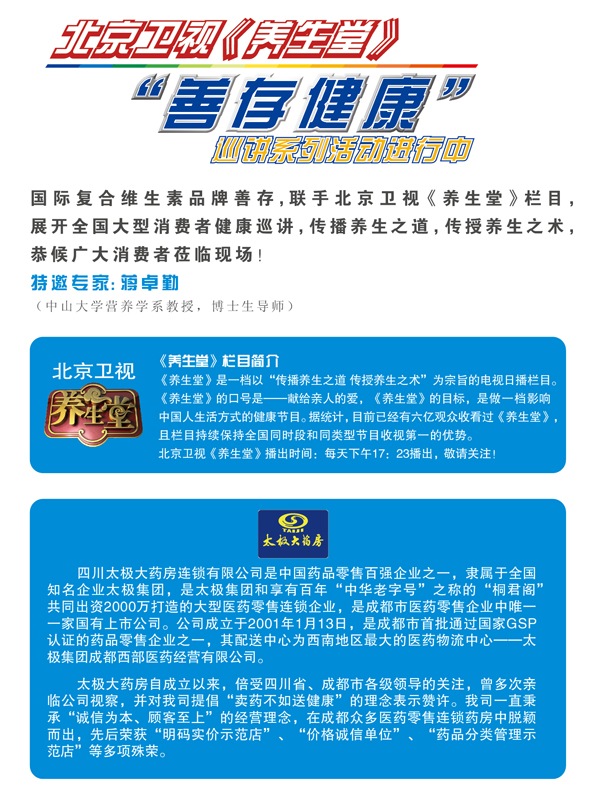 北京卫视《养生堂》
“善存健康”
巡讲系列活动进行中
国际复合维生素品牌善存,联手北京卫视《养生堂》栏目,
展开全国大型消费者健康巡讲,传播养生之道,传授养生之术,
恭候广大消费者莅临现场!
特邀专家:蒋卓勤
（中山大学营养学系教授，博士生导师）
北京卫视
养生堂
《养生堂》栏目简介
《养生堂》是一档以“传播养生之道 传授养生之术”为宗旨的电视日播栏目。
《养生堂》的口号是——献给亲人的爱，《养生堂》的目标，是做一档影响
中国人生活方式的健康节目。据统计，目前已经有六亿观众收看过《养生堂》，
且栏目持续保持全国同时段和同类型节目收视第一的优势。
北京卫视《养生堂》播出时间：每天下午17：23播出，敬请关注！
TAIJI
太极大药房
四川太极大药房连锁有限公司是中国药品零售百强企业之一，隶属于全国
知名企业太极集团，是太极集团和享有百年“中华老字号”之称的“桐君阁”
共同出资2000万打造的大型医药零售连锁企业，是成都市医药零售企业中唯一
一家国有上市公司。公司成立于2001年1月13日，是成都市首批通过国家GSP
认证的药品零售企业之一，其配送中心为西南地区最大的医药物流中心——太
极集团成都西部医药经营有限公司。
太极大药房自成立以来，倍受四川省、成都市各级领导的关注，曾多次亲
临公司视察，并对我司提倡“卖药不如送健康”的理念表示赞许。我司一直秉
承“诚信为本、顾客至上”的经营理念，在成都众多医药零售连锁药房中脱颖
而出，先后荣获“明码实价示范店”、“价格诚信单位”、“药品分类管理示
范店”等多项殊荣。